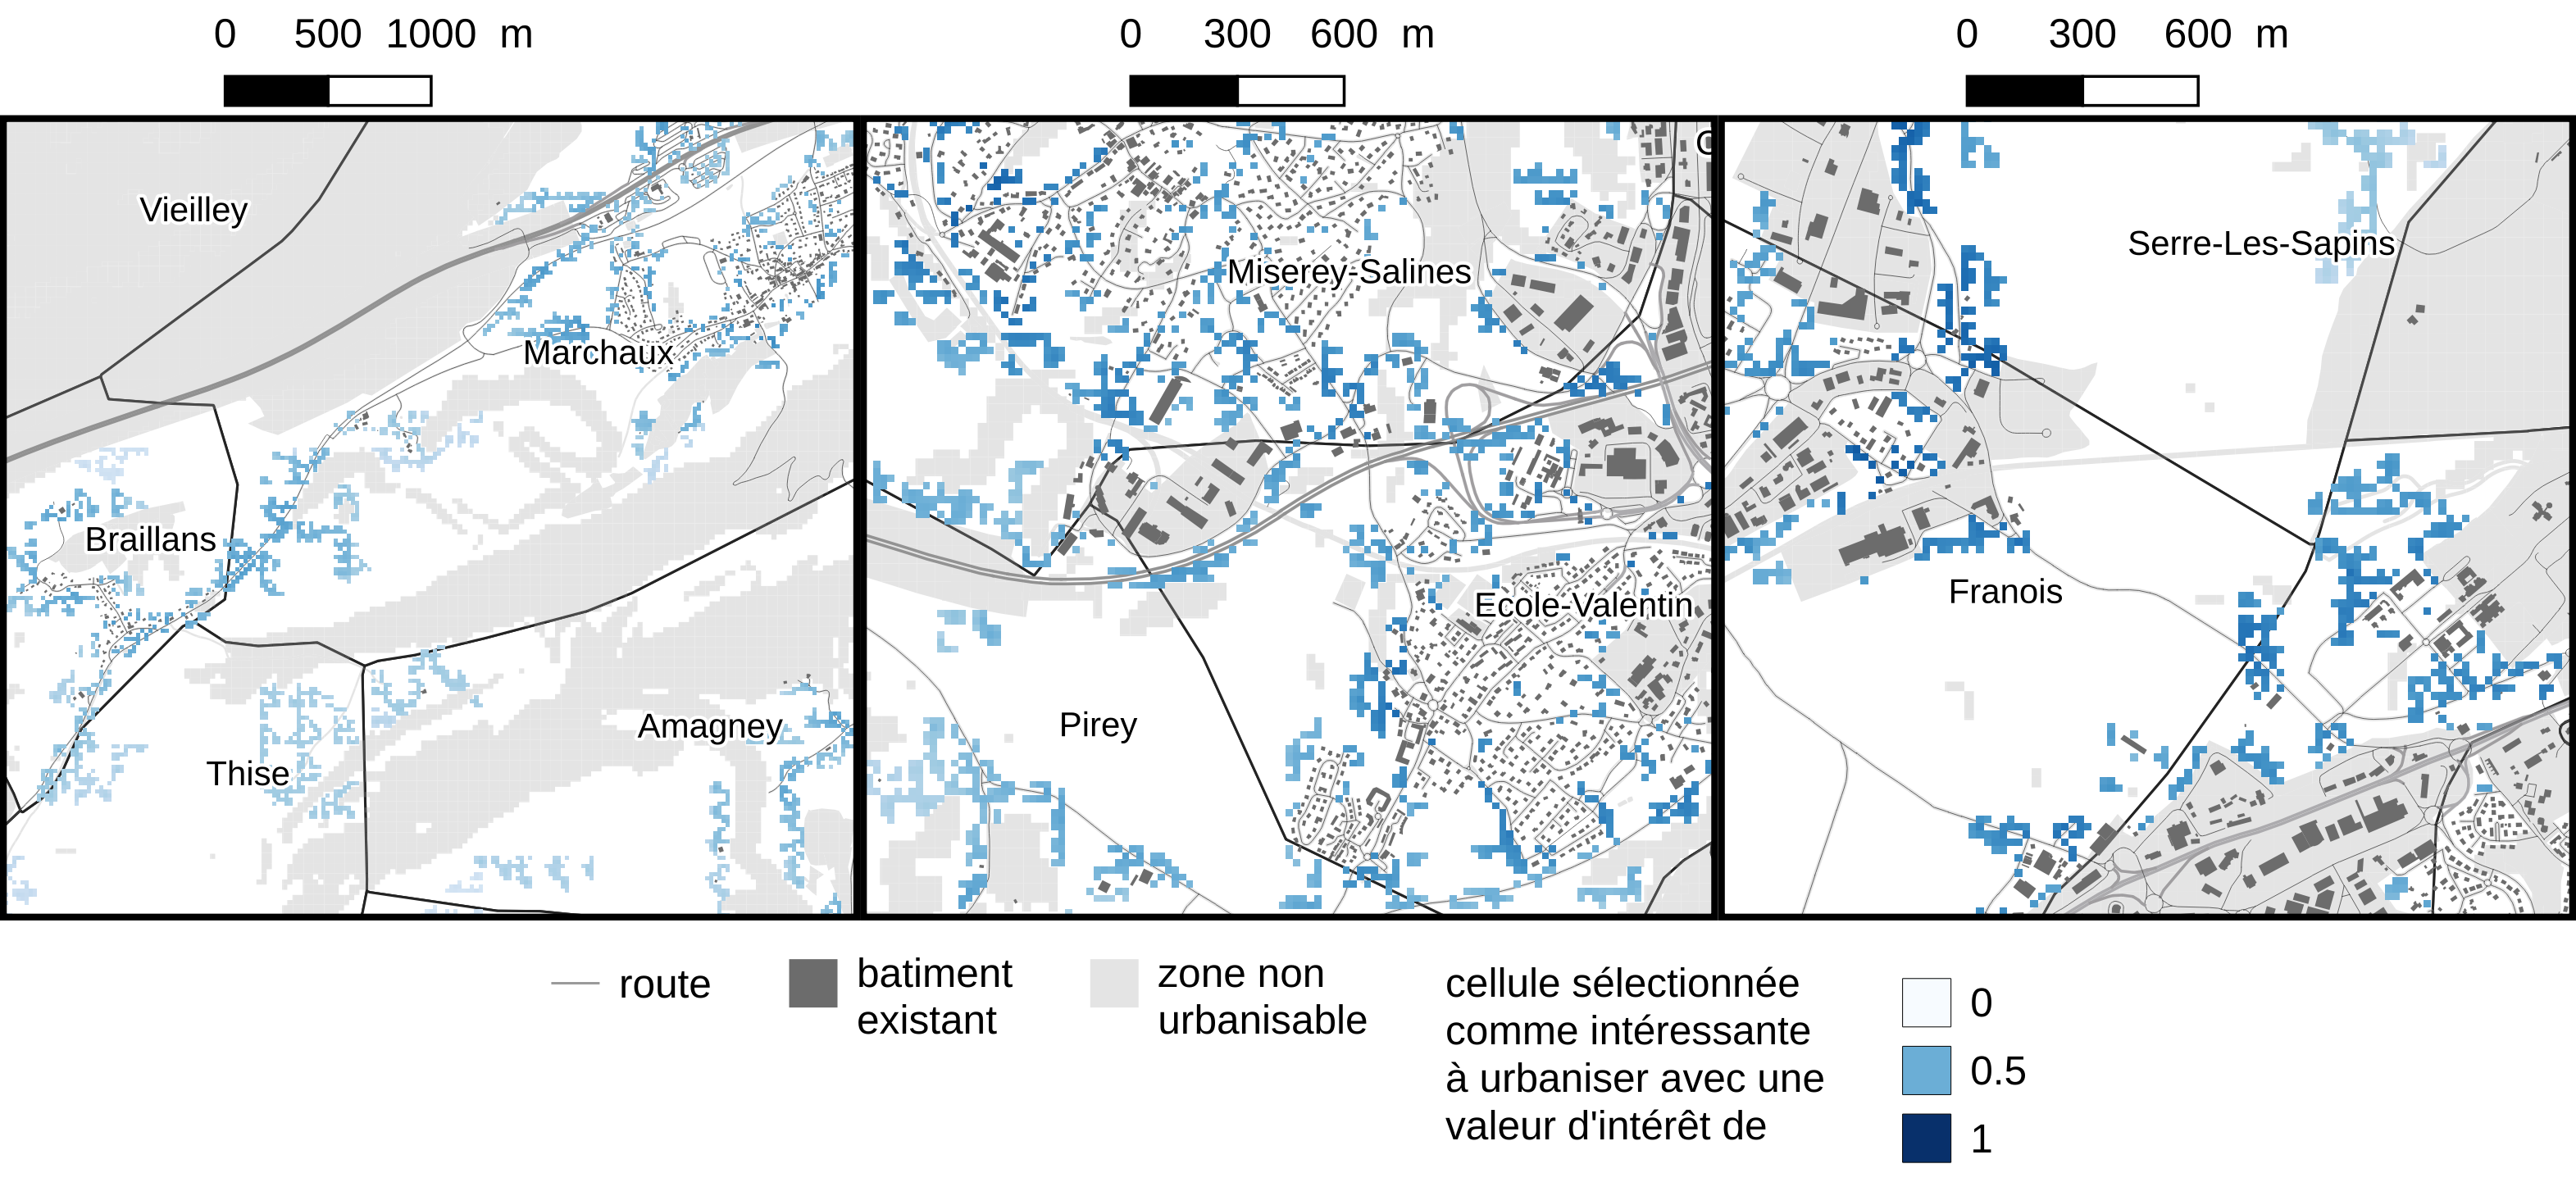 0 500 1000 m
0 300 600 m
0 300 600 m
Vieilley
Marchaux
Braillans
Thise
Amagney
Miserey-Salines
Ecole-Valentin
Pirey
Serre-Les-Sapins
Franois
route
batiment
existant
zone non
urbanisable
cellule sélectionnée
comme intéressante
à urbaniser avec une
valeur d'intérêt de
0
0.5
1